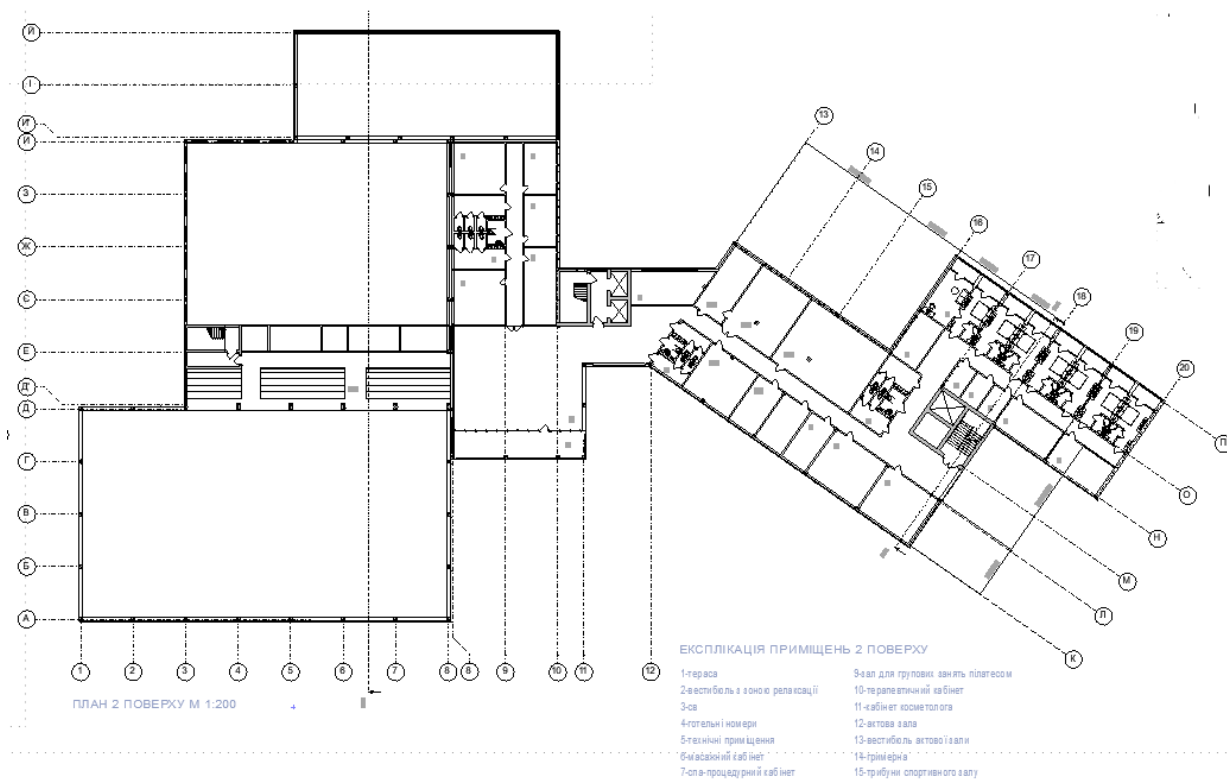 Й
І
И'
И
З
Ж
С
Е
Д'
Д
Г
В
Б
А
1
2
3
4
5
6
7
8
8
9
10
11
12
13
14
15
16
17
18
19
20
П
О
Н
М
Л
К
ПЛАН 2 ПОВЕРХУ М 1:200
ЕКСПЛІКАЦІЯ ПРИМІЩЕНЬ 2 ПОВЕРХУ
1-тераса
2-вестибюль з зоною релаксації
3-св
4-готельні номери
5-технічні приміщення
6-масажний кабінет
7-спа-процедурний кабінет
9-зал для групових занять пілатесом
10-терапевтичний кабінет
11-кабінет косметолога
12-актова зала
13-вестибюль актової зали
14-гримерна
15-трибуни спортивного залу